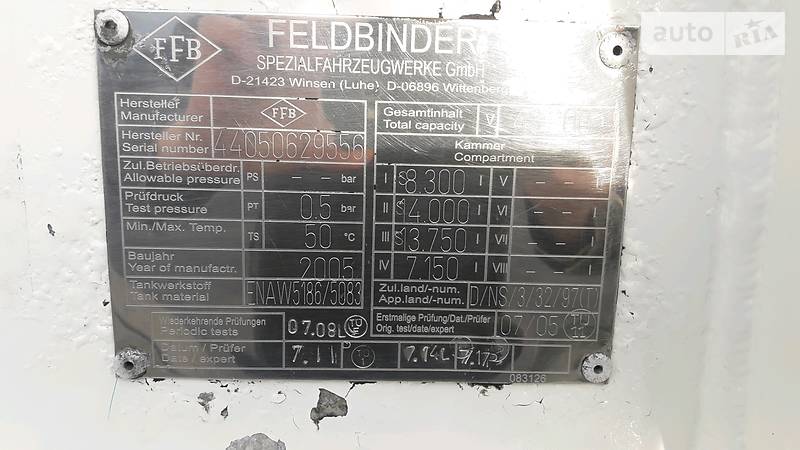 FFB
FELDBINDER
auto RIA
SPEZIALFAHRZEUGWERKE GmbH
D-21423 Winsen (Luhe) D-06896 Wittenberg
Hersteller
Manufacturer
FFB
Gesamtinhalt
Total capacity
V
Hersteller Nr.
Serial number
44050629556
Kammer
Compartment
Zul.Betriebsüberdr.
Allowable pressure
PS
– –
bar
I
S
8.300
l
V
– –
l
Prüfdruck
Test pressure
PT
0.5
bar
II
S
14.000
l
VI
– –
l
Min./Max. Temp.
TS
50
°C
III
S
13.750
l
VII
– –
l
Baujahr
Year of manufactr.
2005
IV
7.150
l
VIII
– –
l
Tankwerkstoff
Tank material
ENAW5186/5083
Zul.land/-num.
App.land/-num.
D/NS/3/32/97(T)
Wiederkehrende Prüfungen
Periodic tests
07.08L
Erstmalige Prüfung/Dat./Prüfer
Orig. test/date/expert
07/05
Datum / Prüfer
Date / expert
7.11
7.14L
7.17
083126